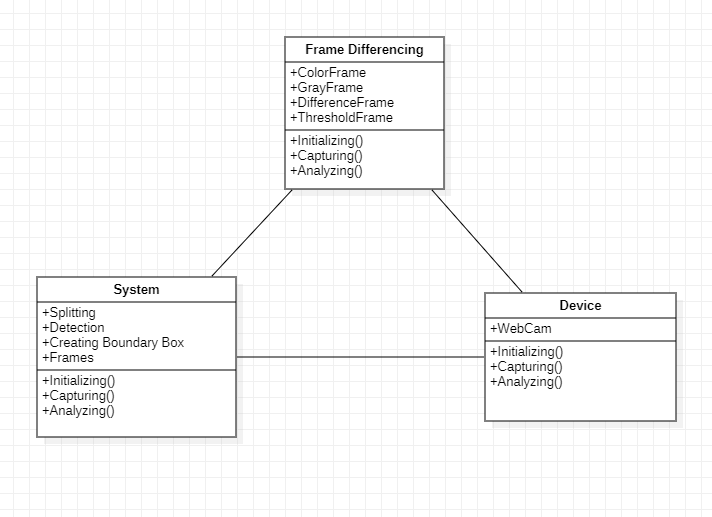 Frame Differencing
+ColorFrame
+GrayFrame
+DifferenceFrame
+ThresholdFrame
+Initializing()
+Capturing()
+Analyzing()
System
+Splitting
+Detection
+Creating Boundary Box
+Frames
+Initializing()
+Capturing()
+Analyzing()
Device
+WebCam
+Initializing()
+Capturing()
+Analyzing()